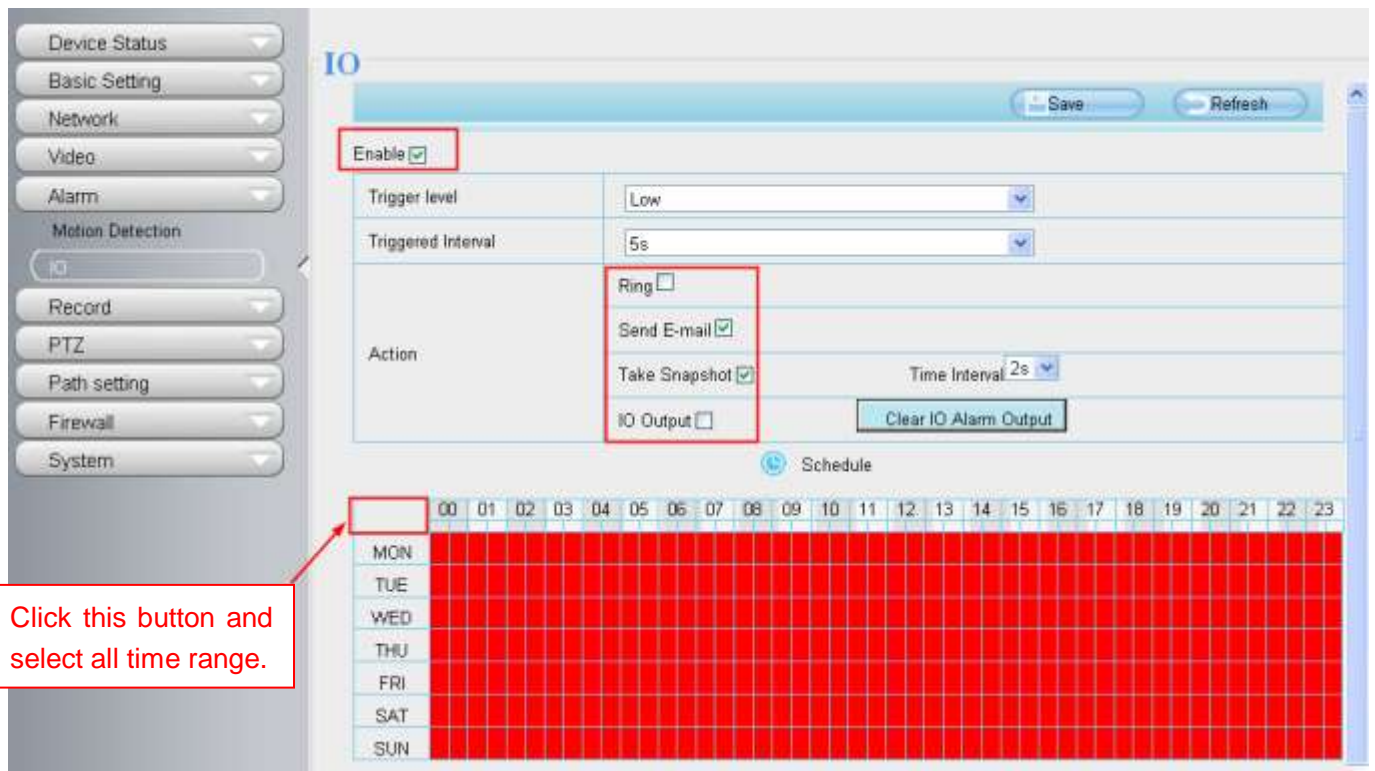 Device Status
Basic Setting
Network
Video
Alarm
Motion Detection
IO
Record
PTZ
Path setting
Firewall
System
IO
Save
Refresh
Enable
Trigger level
Low
Triggered Interval
5s
Action
Ring
Send E-mail
Take Snapshot
Time Interval 2s
IO Output
Clear IO Alarm Output
Schedule
00 01 02 03 04 05 06 07 08 09 10 11 12 13 14 15 16 17 18 19 20 21 22 23
MON
TUE
WED
THU
FRI
SAT
SUN
Click this button and
select all time range.